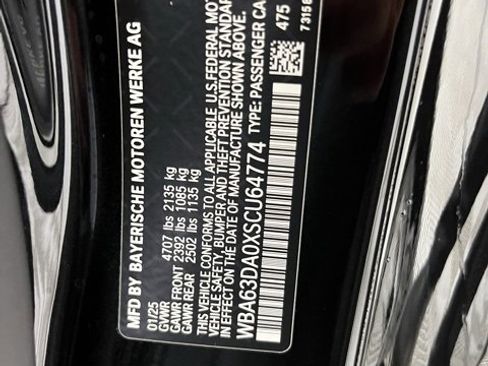 MFD BY BAYERISCHE MOTOREN WERKE AG
01/25
GVWR 4707 lbs 2135 kg
GAWR FRONT 2392 lbs 1085 kg
GAWR REAR 2502 lbs 1135 kg
THIS VEHICLE CONFORMS TO ALL APPLICABLE U.S.FEDERAL MOTOR
VEHICLE SAFETY, BUMPER, AND THEFT PREVENTION STANDARDS
IN EFFECT ON THE DATE OF MANUFACTURE SHOWN ABOVE.
WBA63DA0XSCU64774 TYPE: PASSENGER CA
475